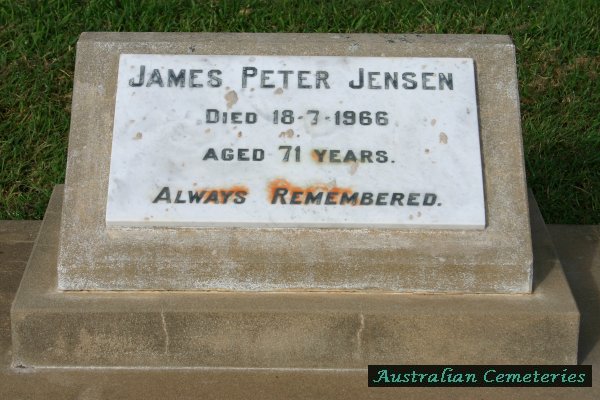 JAMES PETER JENSEN
DIED 18-7-1966
AGED 71 YEARS.
ALWAYS REMEMBERED.
Australian Cemeteries